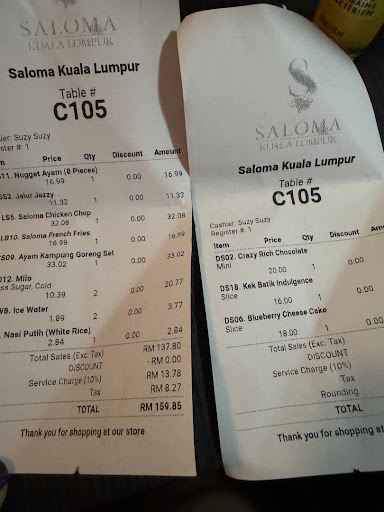 SALOMA
KUALA LUMPUR
Saloma Kuala Lumpur
Table #
C105
hier: Suzy Suzy
ster#: 1
Price Qty Discount Amount
S11. Nugget Ayam (8 Pieces)
16.99 1 0.00 16.99
SS2. Jalur Jazzy
11.32 1 0.00 11.32
LS5. Saloma Chicken Chop
32.08 1 0.00 32.08
LB10. Saloma French Fries
16.99 1 0.00 16.99
S09. Ayam Kampung Goreng Set
33.02 1 0.00 33.02
012. Milo
ss Sugar, Cold
10.39 2 0.00 20.77
W8. Ice Water
1.89 2 0.00 3.77
. Nasi Putih (White Rice)
2.84 1 0.00 2.84
Total Sales (Exc. Tax) RM 137.80
DISCOUNT - RM 0.00
Service Charge (10%) RM 13.78
Tax RM 8.27
TOTAL RM 159.85
Thank you for shopping at our store
SALOMA
KUALA LUMPUR
Saloma Kuala Lumpur
Table #
C105
Cashier: Suzy Suzy
Register #: 1
Item Price Qty Discount
DS02. Crazy Rich Chocolate
Mini
20.00 1 0.00
DS18. Kek Batik Indulgence
Slice
16.00 1 0.00
DS06. Blueberry Cheese Cake
Slice
18.00 1 0.00
Total Sales (Exc. Tax)
DISCOUNT
Service Charge (10%)
Tax
Rounding
TOTAL
Thank you for shopping at